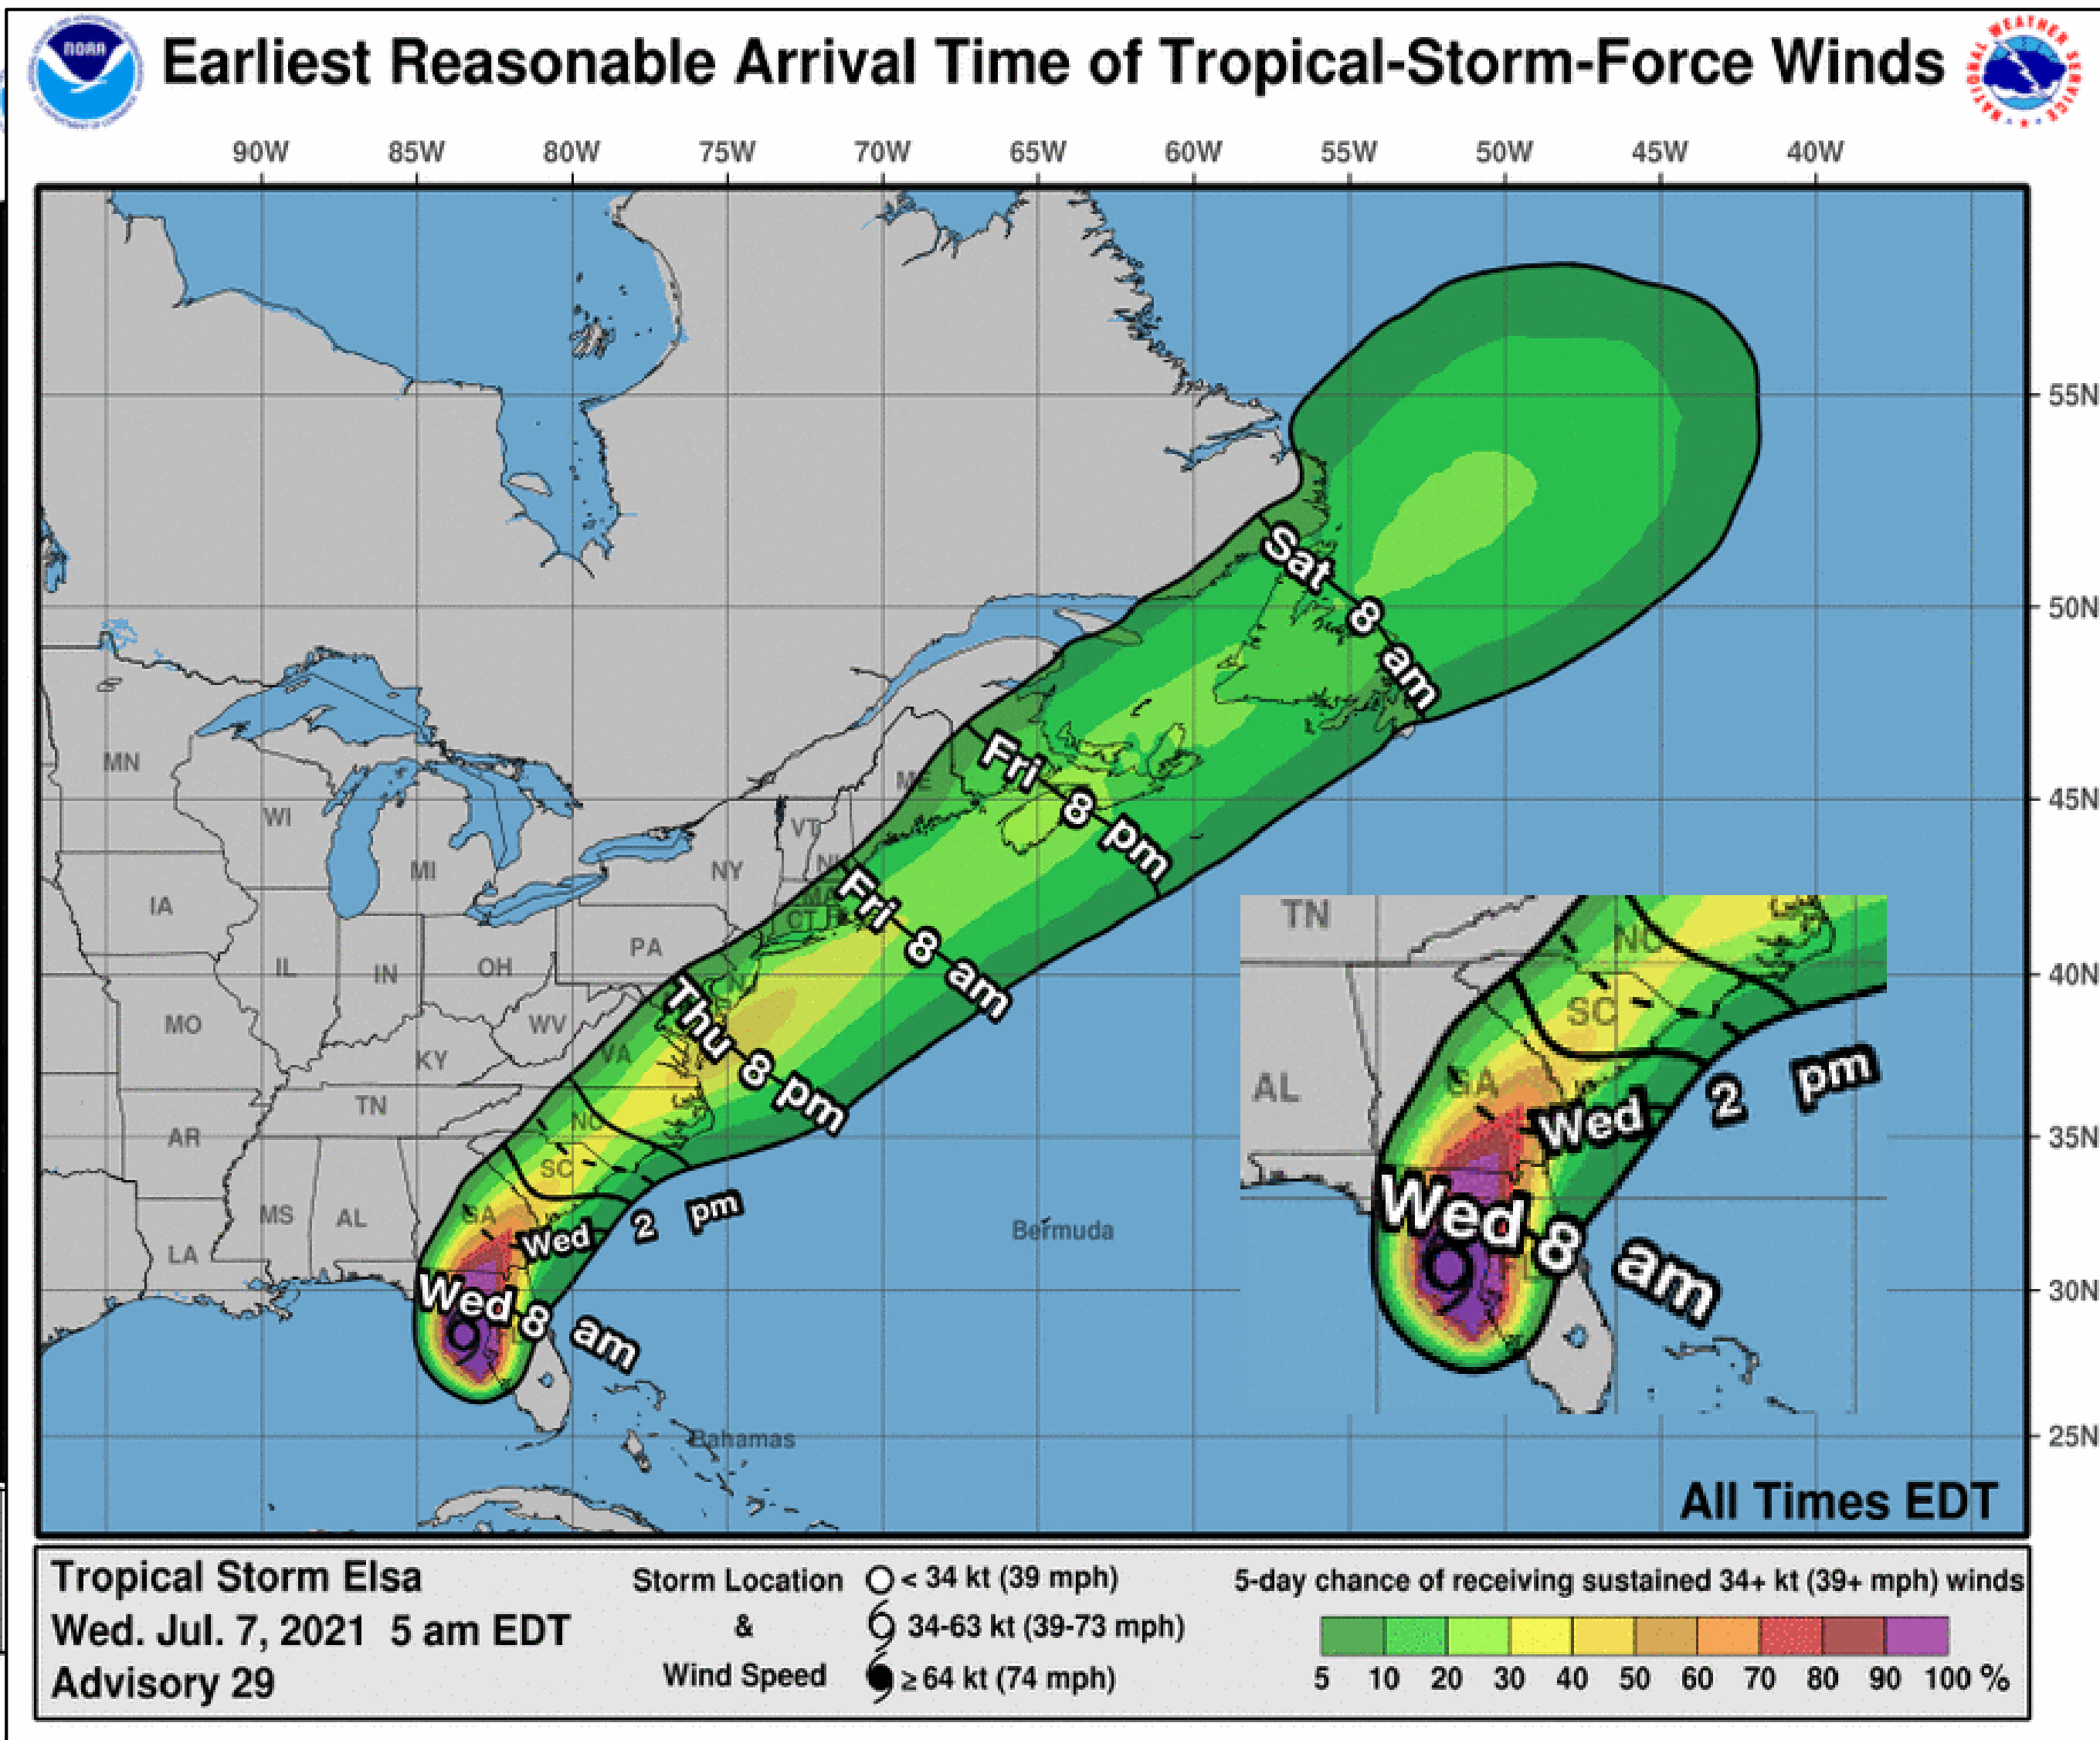 NOAA
Earliest Reasonable Arrival Time of Tropical-Storm-Force Winds
NATIONAL WEATHER SERVICE
90W 85W 80W 75W 70W 65W 60W 55W 50W 45W 40W
55N
50N
45N
40N
35N
30N
25N
Sat 8 am
Fri 8 pm
Fri 8 am
Thu 8 pm
Wed 2 pm
Wed 8 am
MN
WI
MI
IA
IL
IN
OH
PA
NY
VT
ME
MA
CT
MO
KY
WV
VA
TN
NC
AR
SC
MS
AL
GA
LA
Bermuda
Bahamas
TN
NC
SC
AL
GA
Wed 2 pm
Wed 8 am
All Times EDT
Tropical Storm Elsa
Wed. Jul. 7, 2021 5 am EDT
Advisory 29
Storm Location
&
Wind Speed
< 34 kt (39 mph)
34-63 kt (39-73 mph)
≥ 64 kt (74 mph)
5-day chance of receiving sustained 34+ kt (39+ mph) winds
5 10 20 30 40 50 60 70 80 90 100 %